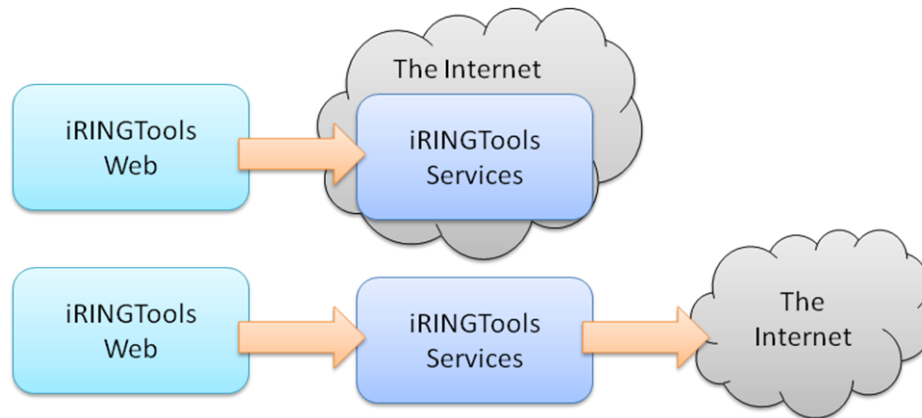 The Internet
iRINGTools
Web
iRINGTools
Services
iRINGTools
Web
iRINGTools
Services
The
Internet